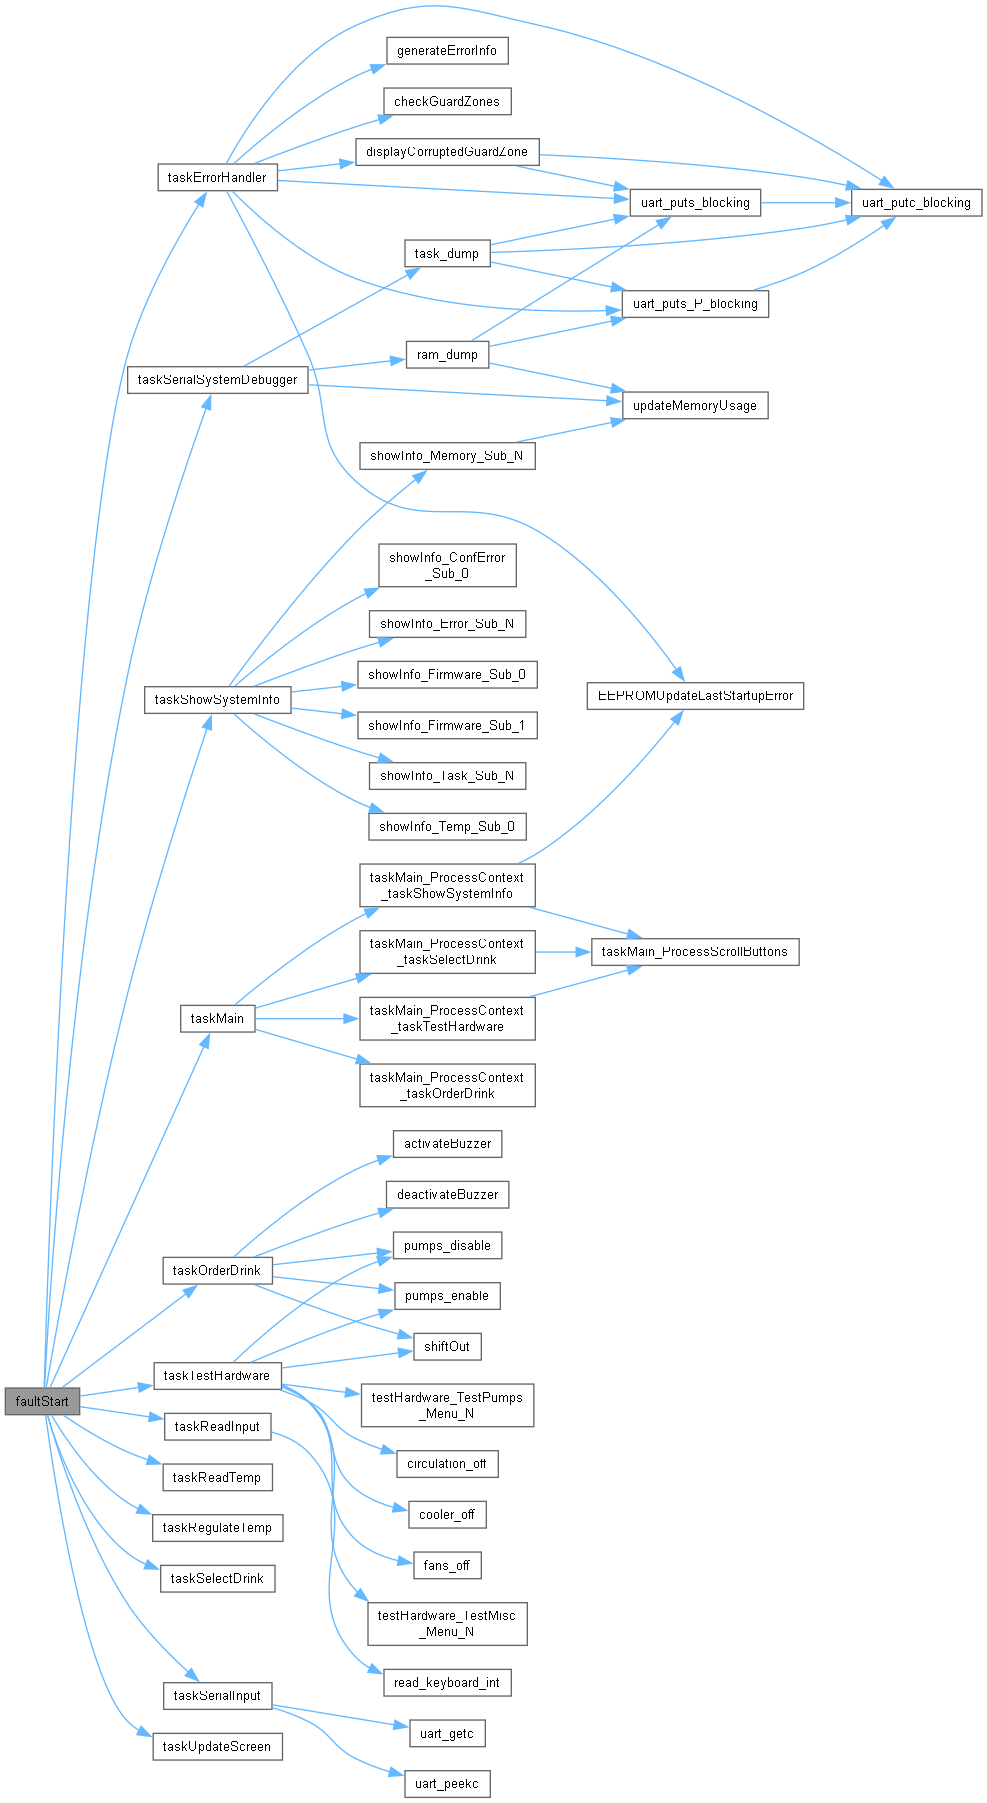 generateErrorInfo
checkGuardZones
displayCorruptedGuardZone
taskErrorHandler
uart_puts_blocking
uart_putc_blocking
task_dump
uart_puts_P_blocking
ram_dump
taskSerialSystemDebugger
updateMemoryUsage
showInfo_Memory_Sub_N
showInfo_ConfError
_Sub_0
showInfo_Error_Sub_N
showInfo_Firmware_Sub_0
taskShowSystemInfo
EEPROMUpdateLastStartupError
showInfo_Firmware_Sub_1
showInfo_Task_Sub_N
showInfo_Temp_Sub_0
taskMain_ProcessContext
_taskShowSystemInfo
taskMain_ProcessContext
_taskSelectDrink
taskMain_ProcessScrollButtons
taskMain
taskMain_ProcessContext
_taskTestHardware
taskMain_ProcessContext
_taskOrderDrink
activateBuzzer
deactivateBuzzer
pumps_disable
taskOrderDrink
pumps_enable
shiftOut
taskTestHardware
faultStart
testHardware_TestPumps
_Menu_N
taskReadInput
circulation_off
taskReadTemp
cooler_off
taskRegulateTemp
fans_off
taskSelectDrink
testHardware_TestMisc
_Menu_N
read_keyboard_int
taskSerialInput
uart_getc
taskUpdateScreen
uart_peekc